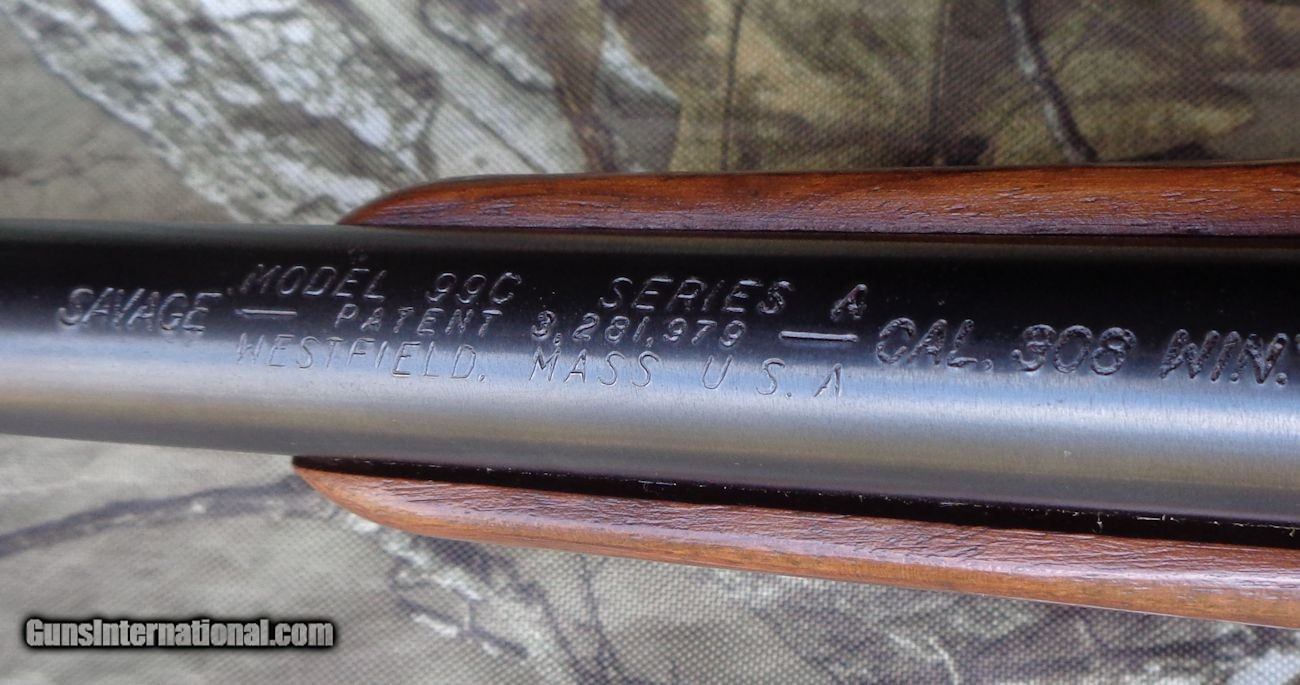 MODEL 99C SERIES A
SAVAGE — PATENT 3,281,979 — CAL. 308 WIN.
WESTFIELD, MASS U.S.A
GunsInternational.com